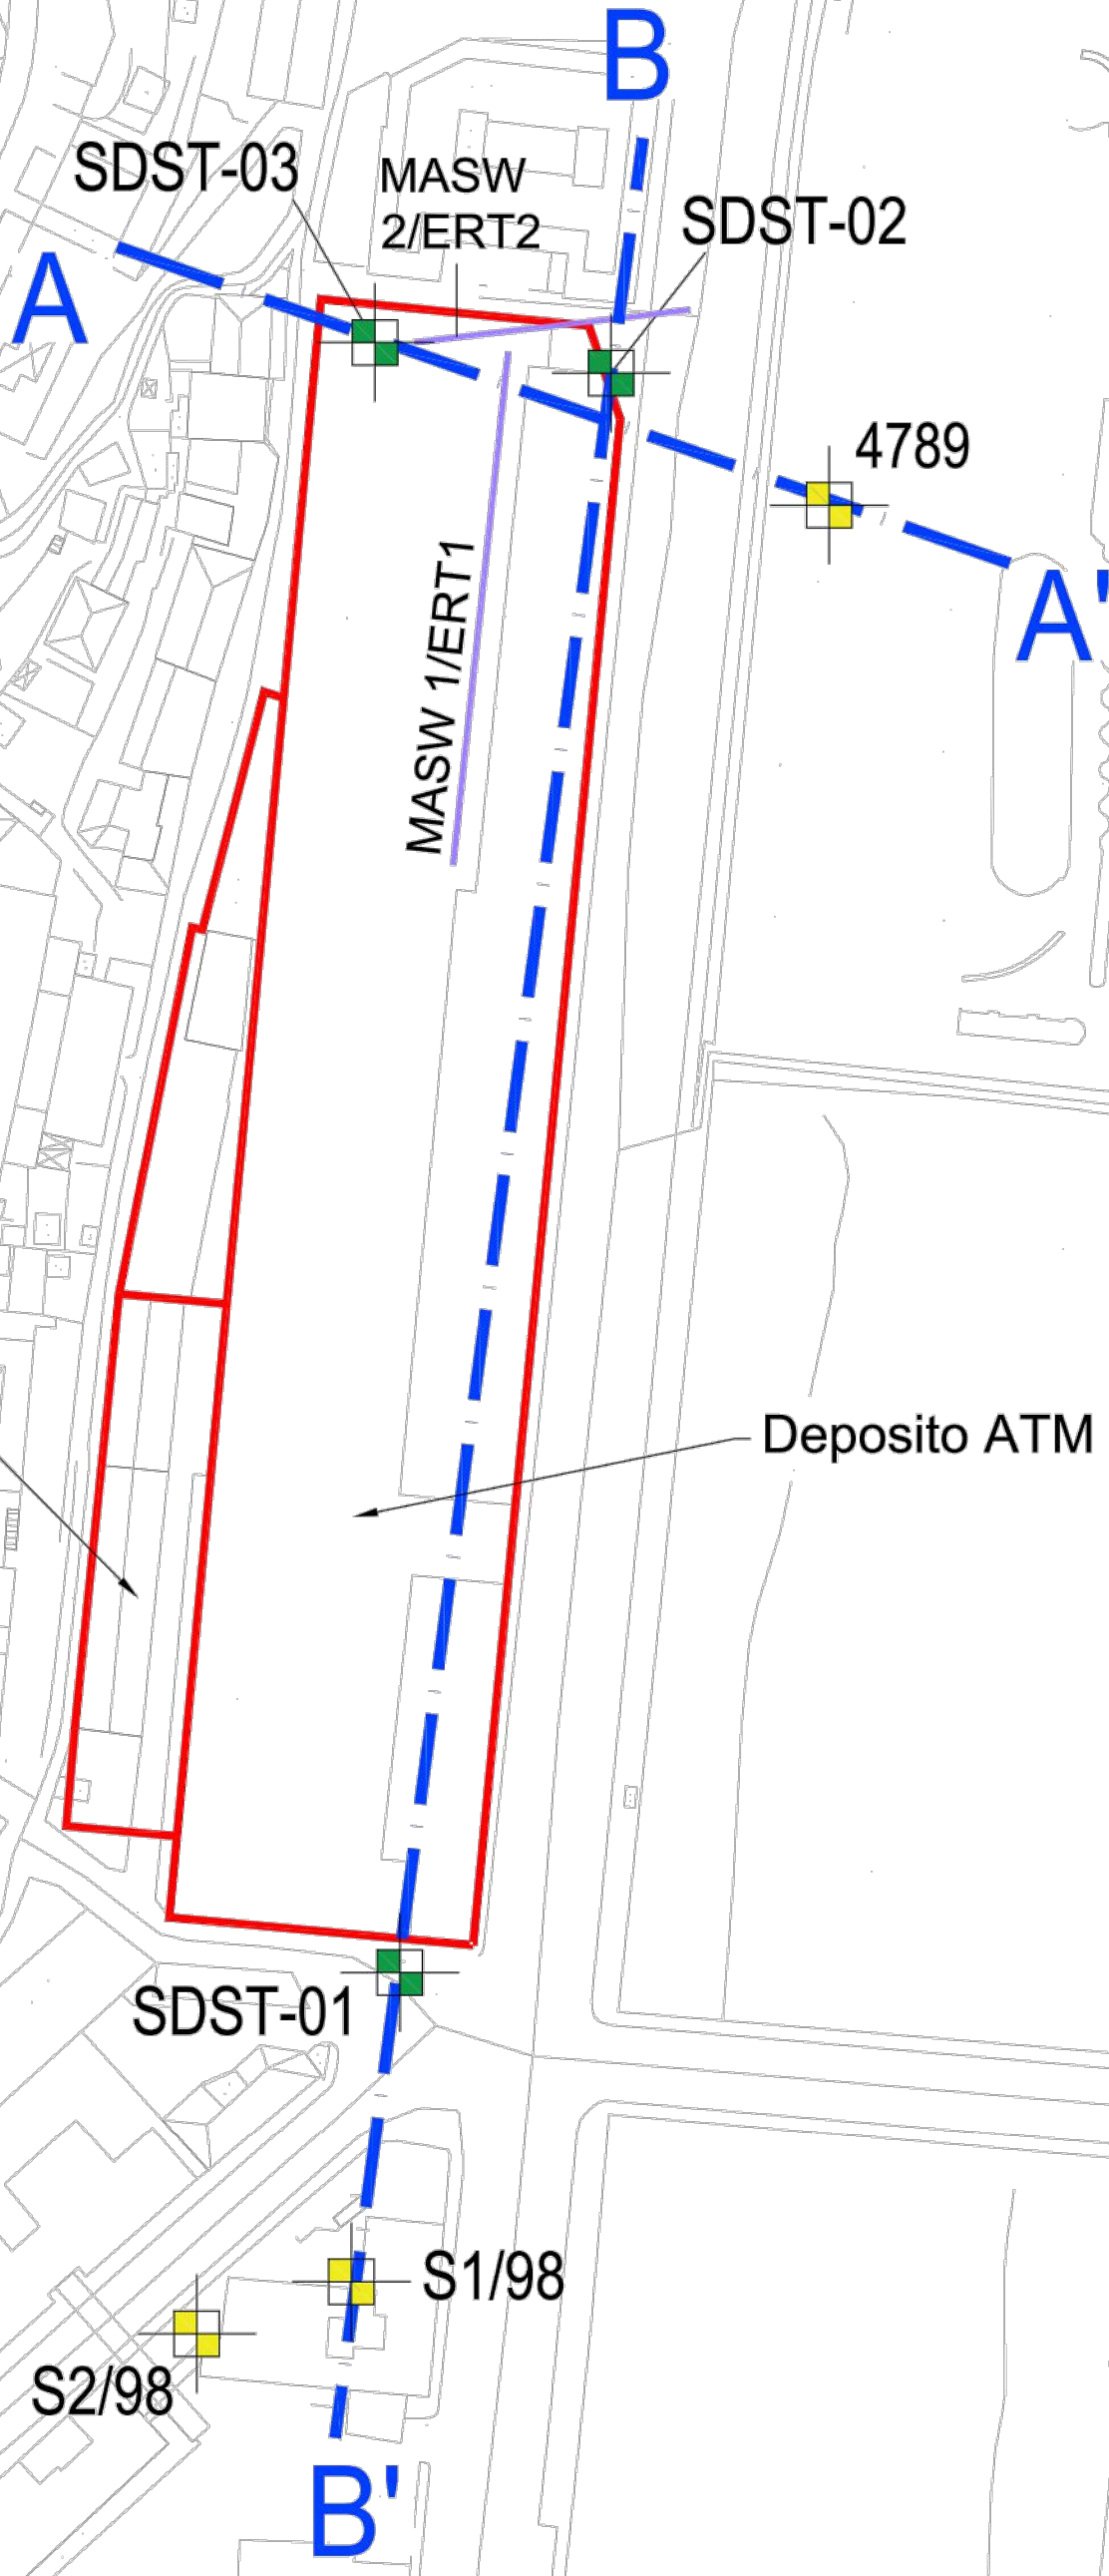 B
SDST-03
MASW
2/ERT2
SDST-02
A
4789
A'
MASW 1/ERT1
Deposito ATM
SDST-01
S1/98
S2/98
B'